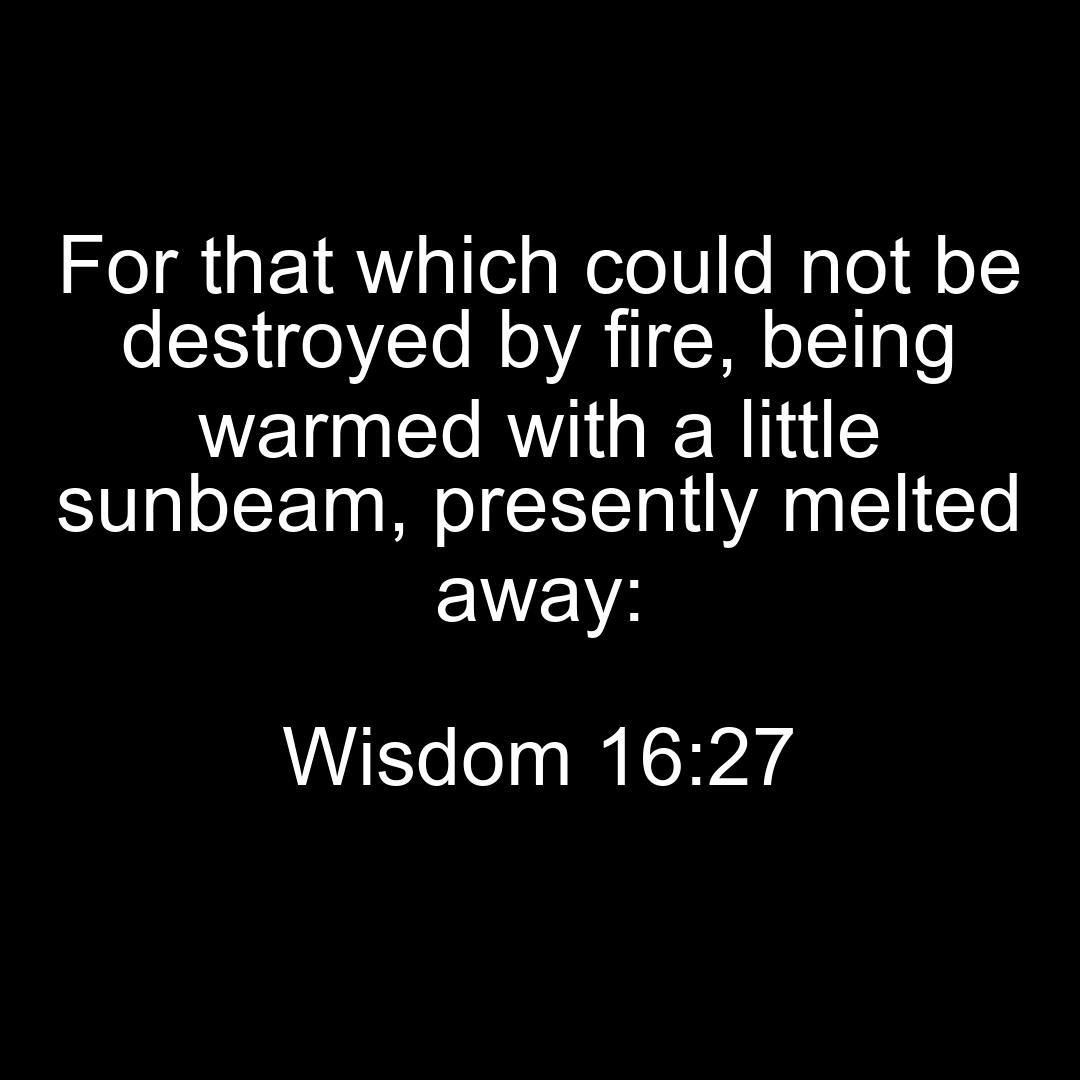 For that which could not be
destroyed by fire, being
warmed with a little
sunbeam, presently melted
away:
Wisdom 16:27